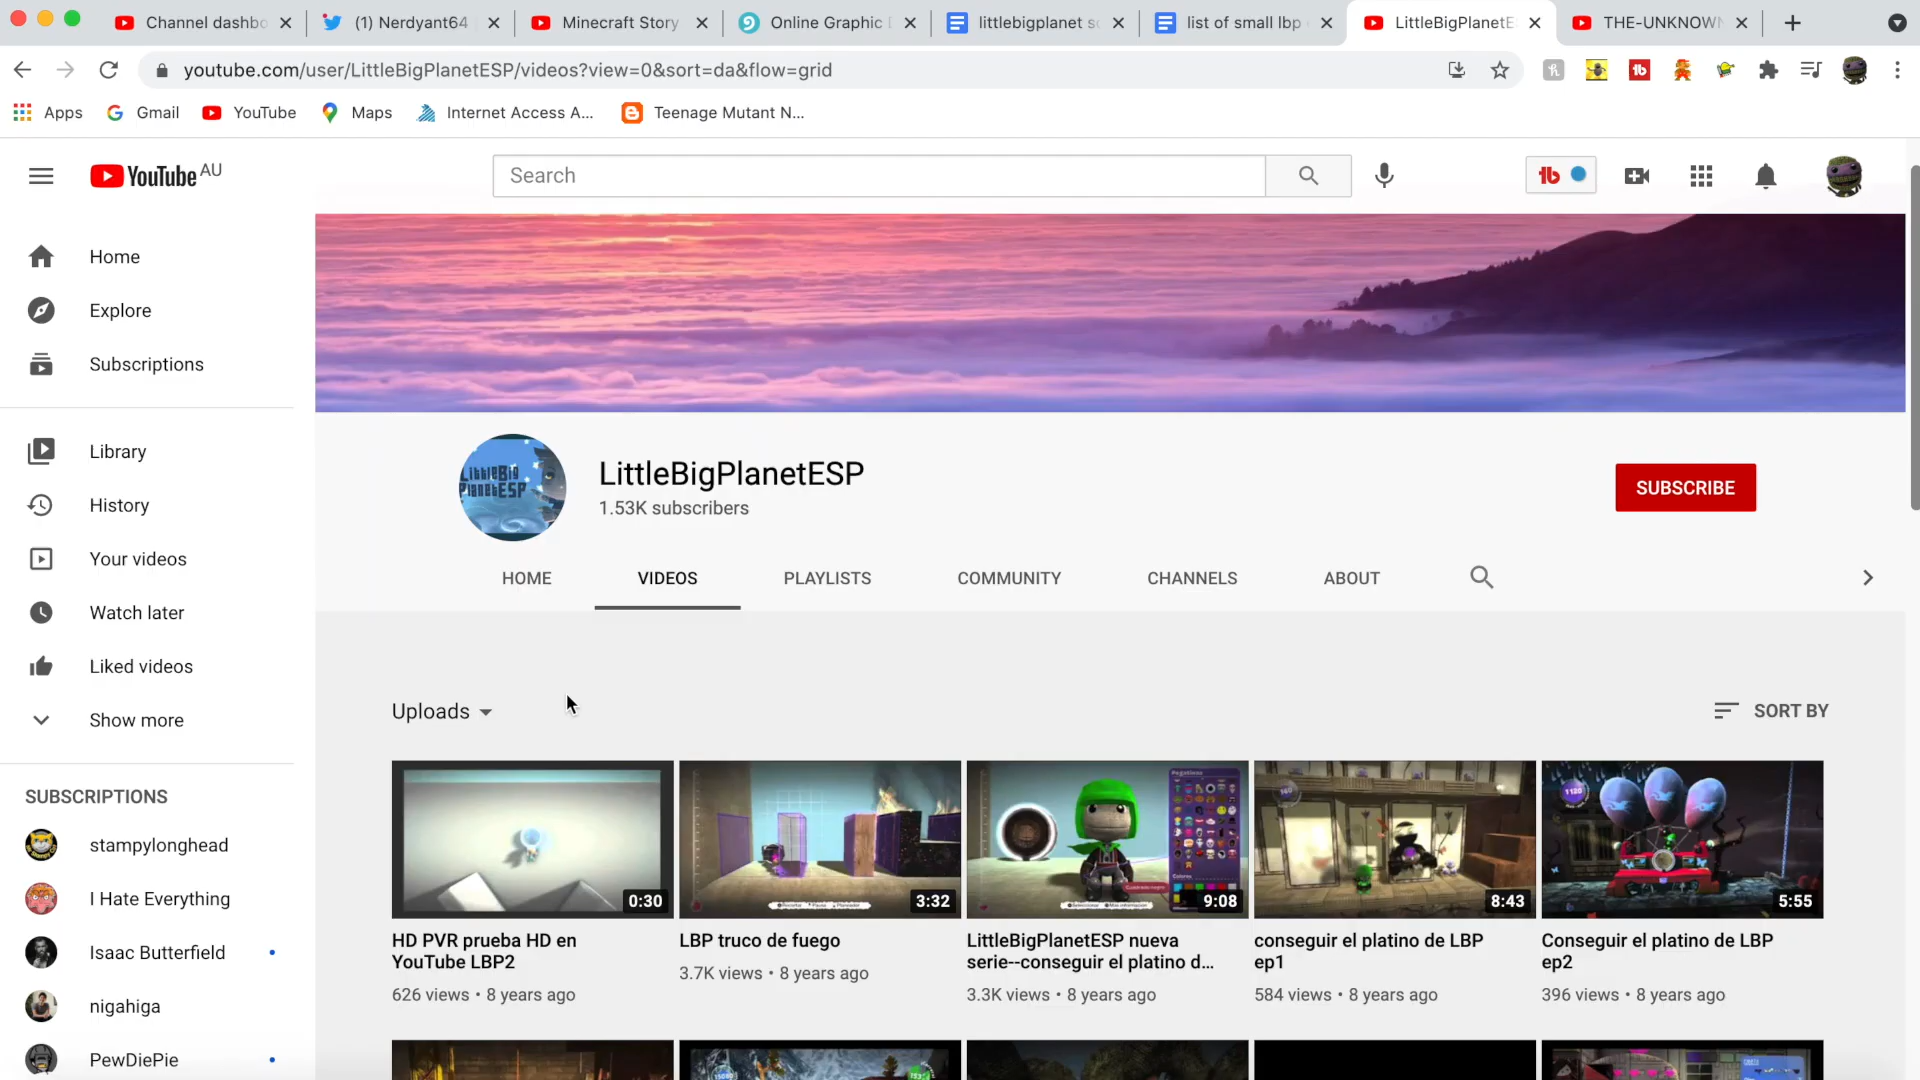 Channel dashbo
(1) Nerdyant64
Minecraft Story
Online Graphic
littlebigplanet s
list of small lbp
LittleBigPlanetE
THE-UNKNOWN
youtube.com/user/LittleBigPlanetESP/videos?view=0&sort=da&flow=grid
Apps
Gmail
YouTube
Maps
Internet Access A...
Teenage Mutant N...
YouTube AU
Search
Home
Explore
Subscriptions
Library
History
Your videos
Watch later
Liked videos
Show more
SUBSCRIPTIONS
stampylonghead
I Hate Everything
Isaac Butterfield
nigahiga
PewDiePie
LittleBig
PlanetESP
LittleBigPlanetESP
1.53K subscribers
SUBSCRIBE
HOME
VIDEOS
PLAYLISTS
COMMUNITY
CHANNELS
ABOUT
Uploads
SORT BY
0:30
HD PVR prueba HD en
YouTube LBP2
626 views • 8 years ago
3:32
LBP truco de fuego
3.7K views • 8 years ago
9:08
LittleBigPlanetESP nueva
serie--conseguir el platino d...
3.3K views • 8 years ago
8:43
conseguir el platino de LBP
ep1
584 views • 8 years ago
1120
5:55
Conseguir el platino de LBP
ep2
396 views • 8 years ago